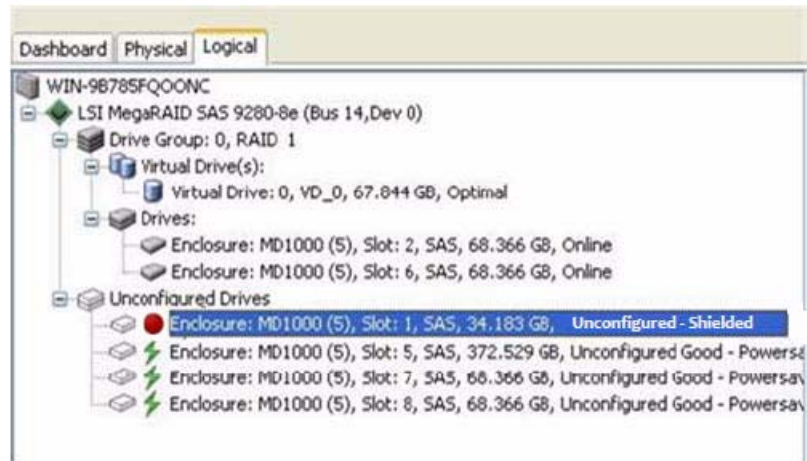 Dashboard Physical Logical
WIN-9B785FQOONC
LSI MegaRAID SAS 9280-8e (Bus 14,Dev 0)
Drive Group: 0, RAID 1
Virtual Drive(s):
Virtual Drive: 0, VD_0, 67.844 GB, Optimal
Drives:
Enclosure: MD1000 (5), Slot: 2, SAS, 68.366 GB, Online
Enclosure: MD1000 (5), Slot: 6, SAS, 68.366 GB, Online
Unconfigured Drives
Enclosure: MD1000 (5), Slot: 1, SAS, 34.183 GB, Unconfigured - Shielded
Enclosure: MD1000 (5), Slot: 5, SAS, 372.529 GB, Unconfigured Good - Powersa
Enclosure: MD1000 (5), Slot: 7, SAS, 68.366 GB, Unconfigured Good - Powersav
Enclosure: MD1000 (5), Slot: 8, SAS, 68.366 GB, Unconfigured Good - Powersav